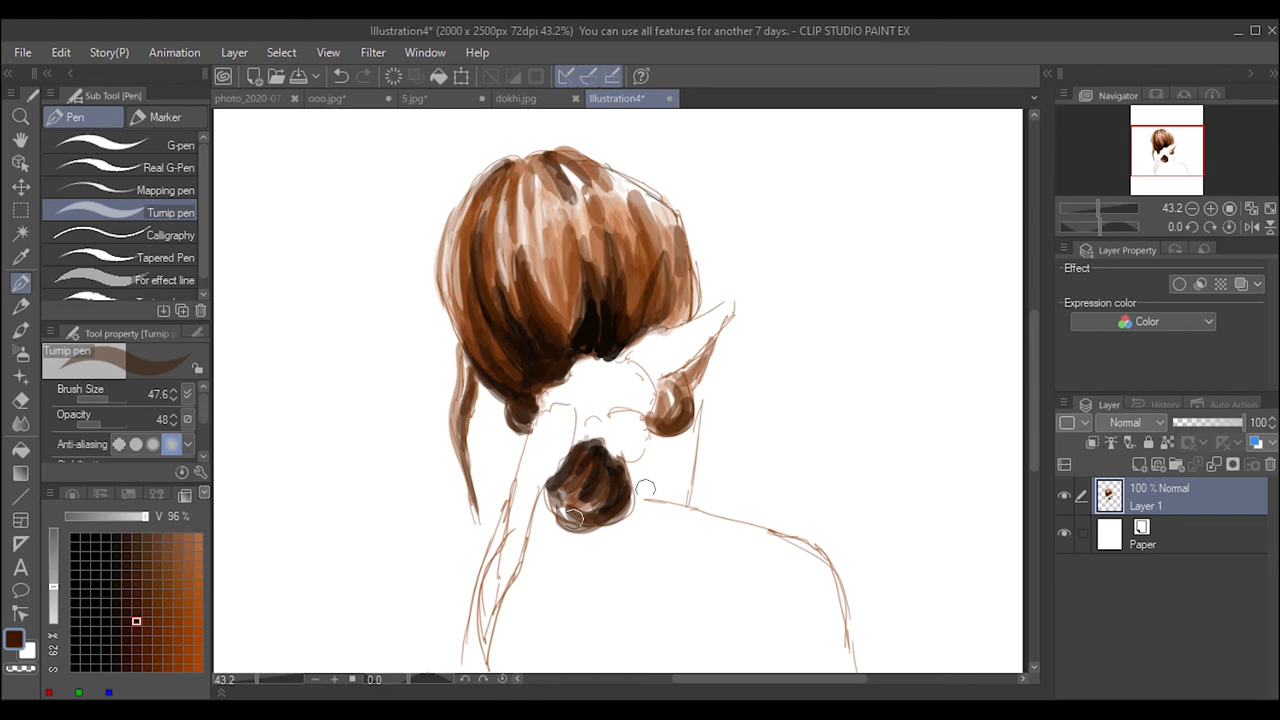 Illustration4* (2000 x 2500px 72dpi 43.2%) You can use all features for another 7 days. - CLIP STUDIO PAINT EX
File Edit Story(P) Animation Layer Select View Filter Window Help
Sub Tool [Pen]
photo_2020-07 ooo.jpg* 5.jpg* dokhi.jpg Illustration4*
Navigator
Pen Marker
G-pen
Real G-Pen
Mapping pen
Turnip pen
Calligraphy
Tapered Pen
For effect line
43.2
0.0
Layer Property
Effect
Expression color
Color
Tool property [Turnip
Turnip pen
Brush Size 47.6
Opacity 48
Anti-aliasing
Layer History Auto Action
Normal 100
100 % Normal
Layer 1
Paper
V 96 %
62
S
43.2 0.0